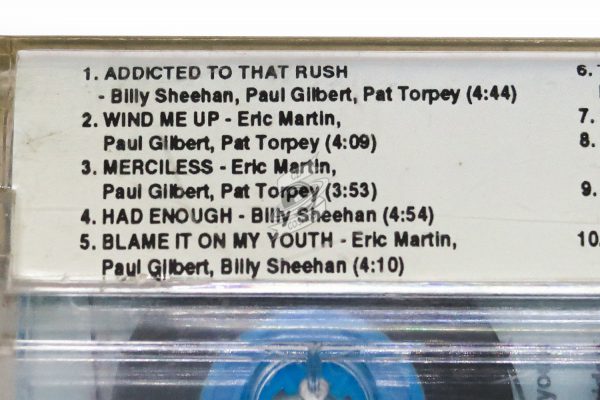 1. ADDICTED TO THAT RUSH
- Billy Sheehan, Paul Gilbert, Pat Torpey (4:44)
2. WIND ME UP - Eric Martin,
Paul Gilbert, Pat Torpey (4:09)
3. MERCILESS - Eric Martin,
Paul Gilbert, Pat Torpey (3:53)
4. HAD ENOUGH - Billy Sheehan (4:54)
5. BLAME IT ON MY YOUTH - Eric Martin,
Paul Gilbert, Billy Sheehan (4:10)
6.
7.
8.
9.
10.